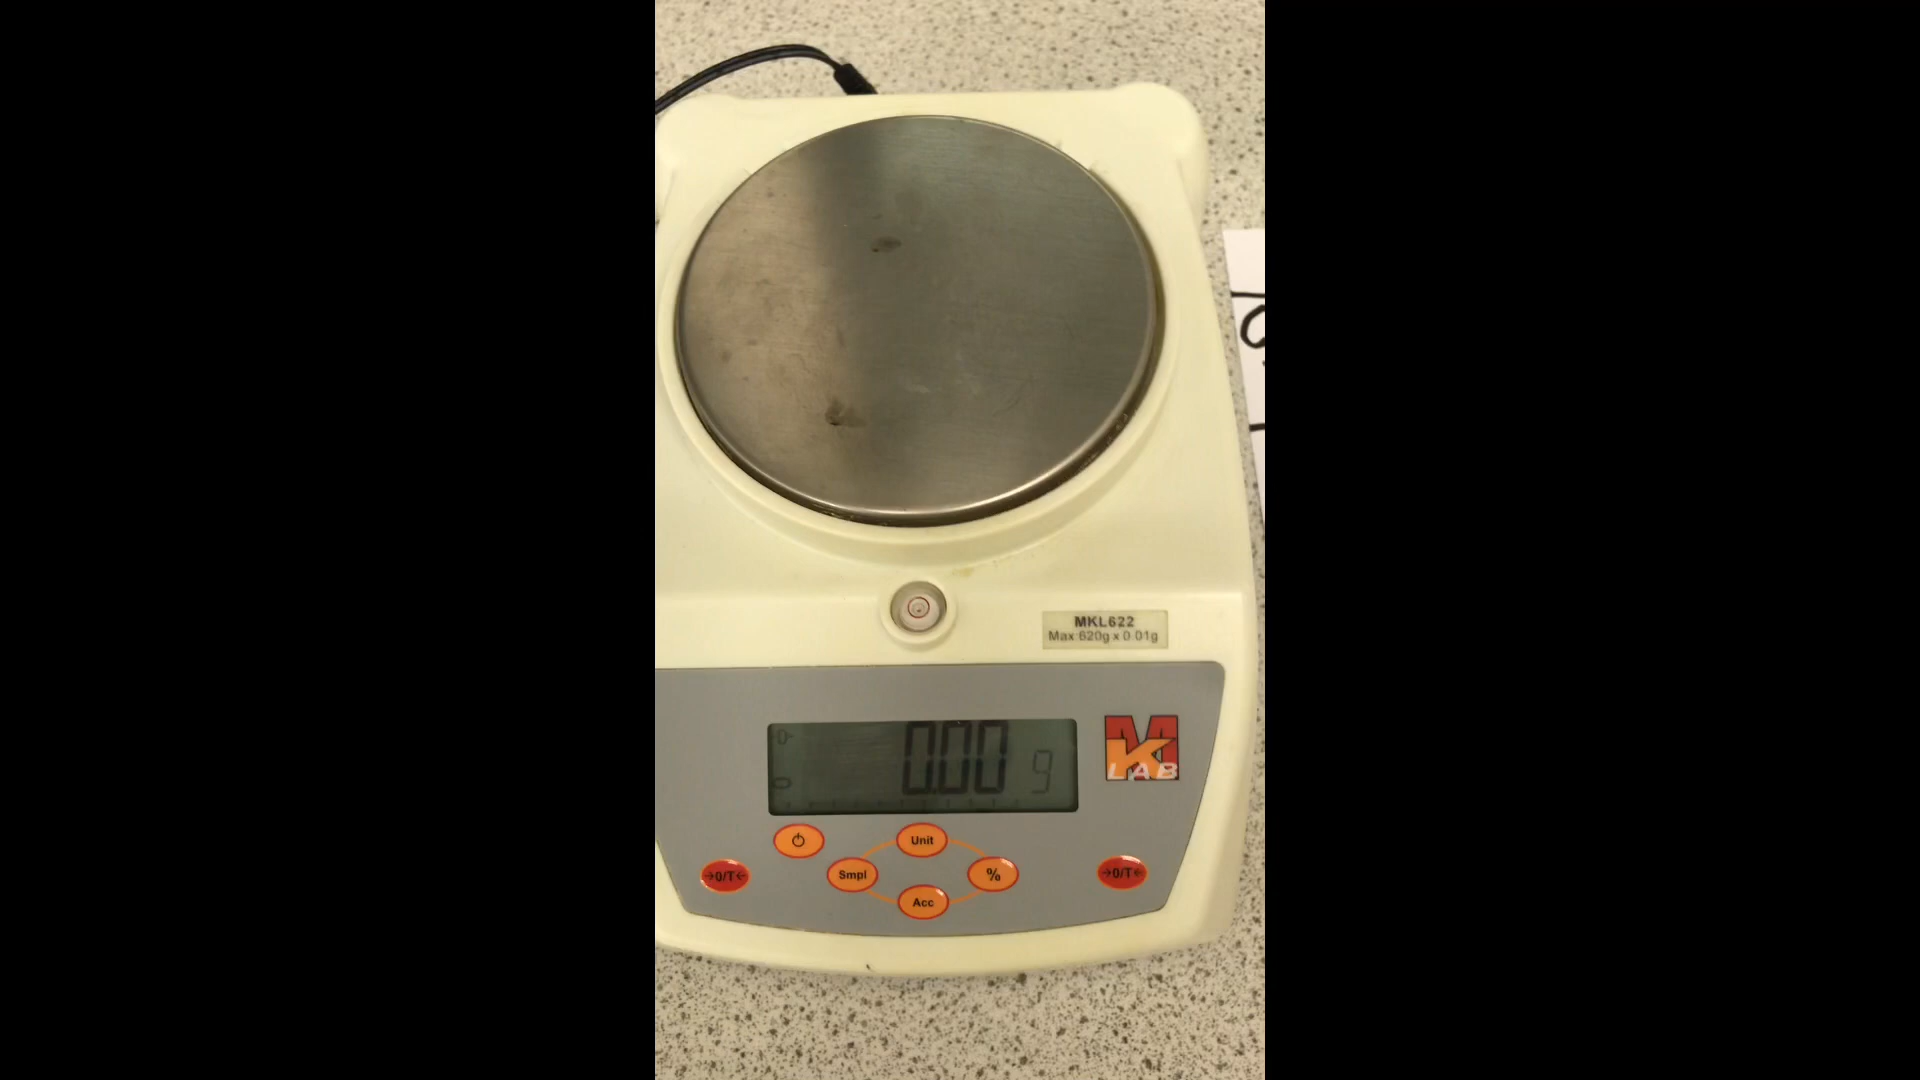 MKL622
Max 620g x 0.01g
0.00 g
MK
LAB
Unit
→0/T←
Smpl
%
→0/T←
Acc